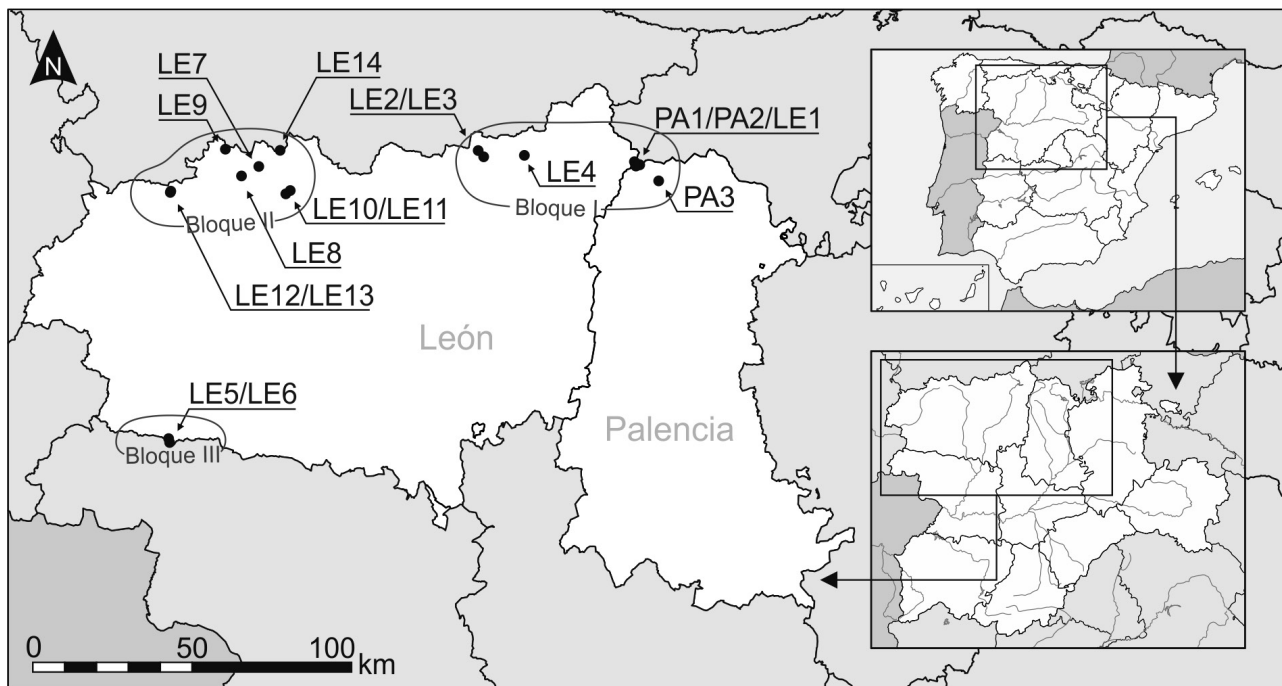 N
LE7
LE14
LE9
LE2/LE3
PA1/PA2/LE1
LE4
PA3
Bloque I
Bloque II
LE10/LE11
LE8
LE12/LE13
León
LE5/LE6
Bloque III
Palencia
0 50 100
km